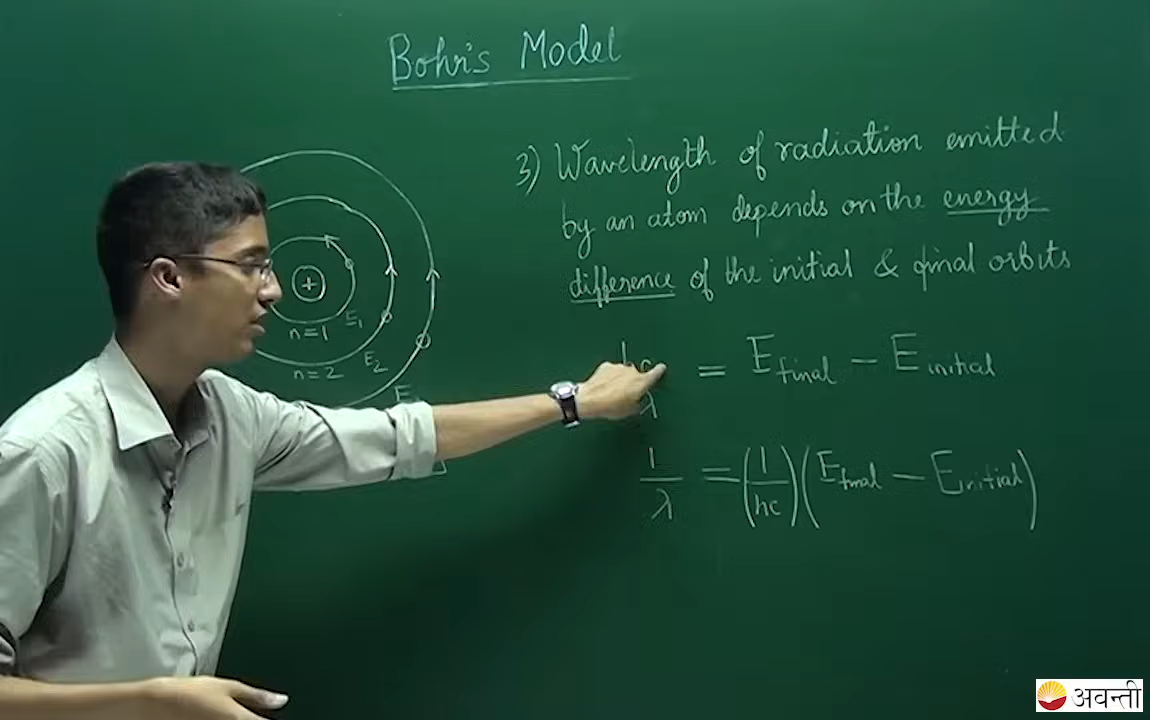 Bohr's Model
3) Wavelength of radiation emitted
by an atom depends on the energy
difference of the initial & final orbits
+
n=1 E1
n=2 E2
E
hc
λ = E final - E initial
1/λ = (1/hc)(E final - E initial)
अवन्ती